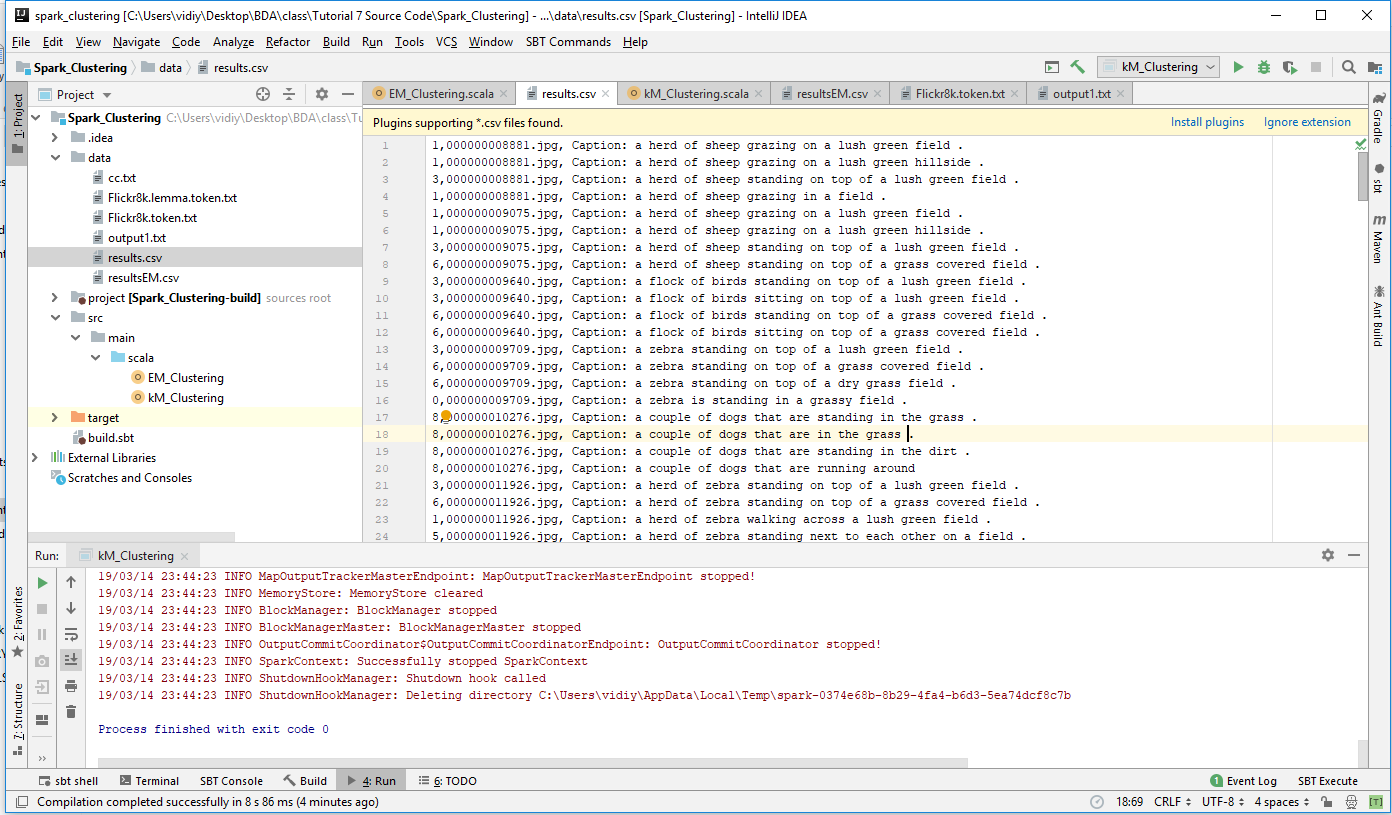 spark_clustering [C:\Users\vidiy\Desktop\BDA\class\Tutorial 7 Source Code\Spark_Clustering] - ...\data\results.csv [Spark_Clustering] - IntelliJ IDEA
File Edit View Navigate Code Analyze Refactor Build Run Tools VCS Window SBT Commands Help
Spark_Clustering data results.csv kM_Clustering
Project
EM_Clustering.scala results.csv kM_Clustering.scala resultsEM.csv Flickr8k.token.txt output1.txt
Plugins supporting *.csv files found. Install plugins Ignore extension
1: Project
Spark_Clustering C:\Users\vidiy\Desktop\BDA\class\Tu
.idea
data
cc.txt
Flickr8k.lemma.token.txt
Flickr8k.token.txt
output1.txt
results.csv
resultsEM.csv
project [Spark_Clustering-build] sources root
src
main
scala
EM_Clustering
kM_Clustering
target
build.sbt
External Libraries
Scratches and Consoles
1 1,000000008881.jpg, Caption: a herd of sheep grazing on a lush green field .
2 1,000000008881.jpg, Caption: a herd of sheep grazing on a lush green hillside .
3 3,000000008881.jpg, Caption: a herd of sheep standing on top of a lush green field .
4 1,000000008881.jpg, Caption: a herd of sheep grazing in a field .
5 1,000000009075.jpg, Caption: a herd of sheep grazing on a lush green field .
6 1,000000009075.jpg, Caption: a herd of sheep grazing on a lush green hillside .
7 3,000000009075.jpg, Caption: a herd of sheep standing on top of a lush green field .
8 6,000000009075.jpg, Caption: a herd of sheep standing on top of a grass covered field .
9 3,000000009640.jpg, Caption: a flock of birds standing on top of a lush green field .
10 3,000000009640.jpg, Caption: a flock of birds sitting on top of a lush green field .
11 6,000000009640.jpg, Caption: a flock of birds standing on top of a grass covered field .
12 6,000000009640.jpg, Caption: a flock of birds sitting on top of a grass covered field .
13 3,000000009709.jpg, Caption: a zebra standing on top of a lush green field .
14 6,000000009709.jpg, Caption: a zebra standing on top of a grass covered field .
15 6,000000009709.jpg, Caption: a zebra standing on top of a dry grass field .
16 0,000000009709.jpg, Caption: a zebra is standing in a grassy field .
17 8,000000010276.jpg, Caption: a couple of dogs that are standing in the grass .
18 8,000000010276.jpg, Caption: a couple of dogs that are in the grass .
19 8,000000010276.jpg, Caption: a couple of dogs that are standing in the dirt .
20 8,000000010276.jpg, Caption: a couple of dogs that are running around
21 3,000000011926.jpg, Caption: a herd of zebra standing on top of a lush green field .
22 6,000000011926.jpg, Caption: a herd of zebra standing on top of a grass covered field .
23 1,000000011926.jpg, Caption: a herd of zebra walking across a lush green field .
24 5,000000011926.jpg, Caption: a herd of zebra standing next to each other on a field .
Gradle
sbt
Maven
Ant Build
Run: kM_Clustering
19/03/14 23:44:23 INFO MapOutputTrackerMasterEndpoint: MapOutputTrackerMasterEndpoint stopped!
19/03/14 23:44:23 INFO MemoryStore: MemoryStore cleared
19/03/14 23:44:23 INFO BlockManager: BlockManager stopped
19/03/14 23:44:23 INFO BlockManagerMaster: BlockManagerMaster stopped
19/03/14 23:44:23 INFO OutputCommitCoordinator$OutputCommitCoordinatorEndpoint: OutputCommitCoordinator stopped!
19/03/14 23:44:23 INFO SparkContext: Successfully stopped SparkContext
19/03/14 23:44:23 INFO ShutdownHookManager: Shutdown hook called
19/03/14 23:44:23 INFO ShutdownHookManager: Deleting directory C:\Users\vidiy\AppData\Local\Temp\spark-0374e68b-8b29-4fa4-b6d3-5ea74dcf8c7b
Process finished with exit code 0
2: Favorites
7: Structure
sbt shell Terminal SBT Console Build 4: Run 6: TODO 1 Event Log SBT Execute
Compilation completed successfully in 8 s 86 ms (4 minutes ago) 18:69 CRLF UTF-8 4 spaces [T]